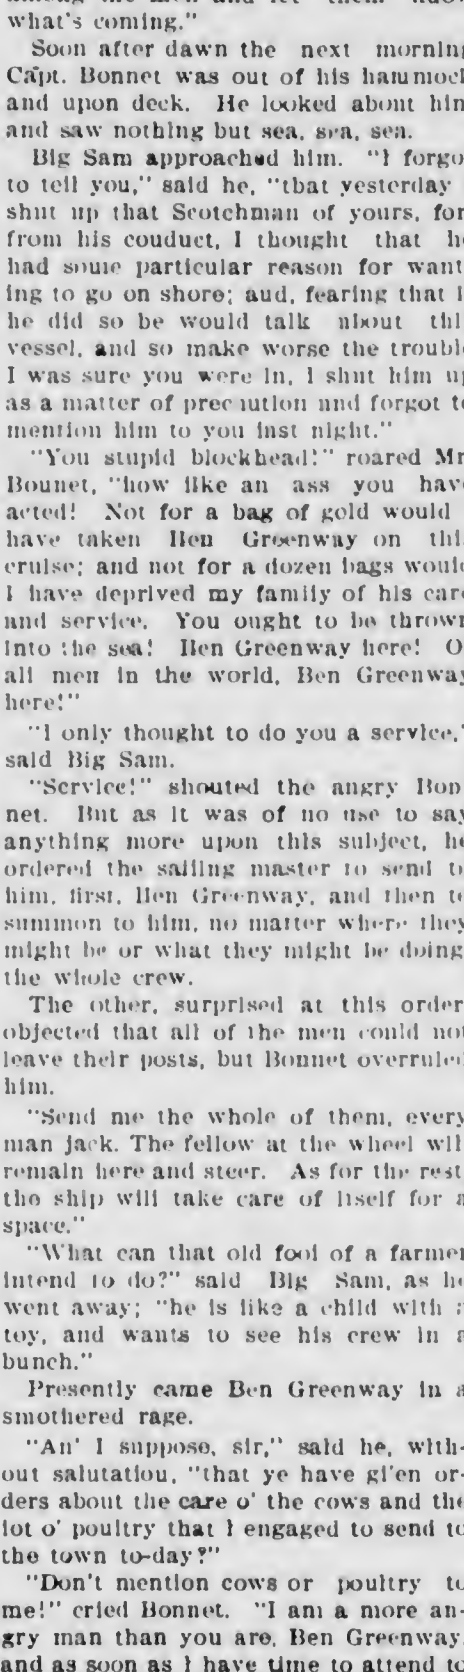 what's coming."
Soon after dawn the next morning
Capt. Bonnet was out of his hammock
and upon deck. He looked about him
and saw nothing but sea, sea, sea.
Big Sam approached him. "I forgo
to tell you," said he, "that yesterday
shut up that Scotchman of yours, for
from his conduct, I thought that h
had some particular reason for want
ing to go on shore; and, fearing that i
he did so he would talk about thi
vessel, and so make worse the trouble
I was sure you were in, I shut him u
as a matter of precaution and forgot t
mention him to you last night."
"You stupid blockhead!" roared Mr
Bonnet, "how like an ass you have
acted! Not for a bag of gold would
have taken Ben Greenway on thi
cruise; and not for a dozen bags would
I have deprived my family of his care
and service. You ought to be thrown
into the sea! Ben Greenway here! O
all men in the world, Ben Greenway
here!"
"I only thought to do you a service,"
said Big Sam.
"Service!" shouted the angry Bon
net. But as it was of no use to say
anything more upon this subject, he
ordered the sailing master to send t
him, first, Ben Greenway, and then t
summon to him, no matter where they
might be or what they might be doing
the whole crew.
The other, surprised at this order
objected that all of the men could not
leave their posts, but Bonnet overruled
him.
"Send me the whole of them, every
man jack. The fellow at the wheel will
remain here and steer. As for the rest
the ship will take care of itself for a
space."
"What can that old fool of a farmer
intend to do?" said Big Sam, as he
went away; "he is like a child with a
toy, and wants to see his crew in a
bunch."
Presently came Ben Greenway in a
smothered rage.
"An' I suppose, sir," said he, with-
out salutation, "that ye have gi'en or-
ders about the care o' the cows and the
lot o' poultry that I engaged to send to
the town to-day?"
"Don't mention cows or poultry to
me!" cried Bonnet. "I am a more an-
gry man than you are, Ben Greenway,
and as soon as I have time to attend to